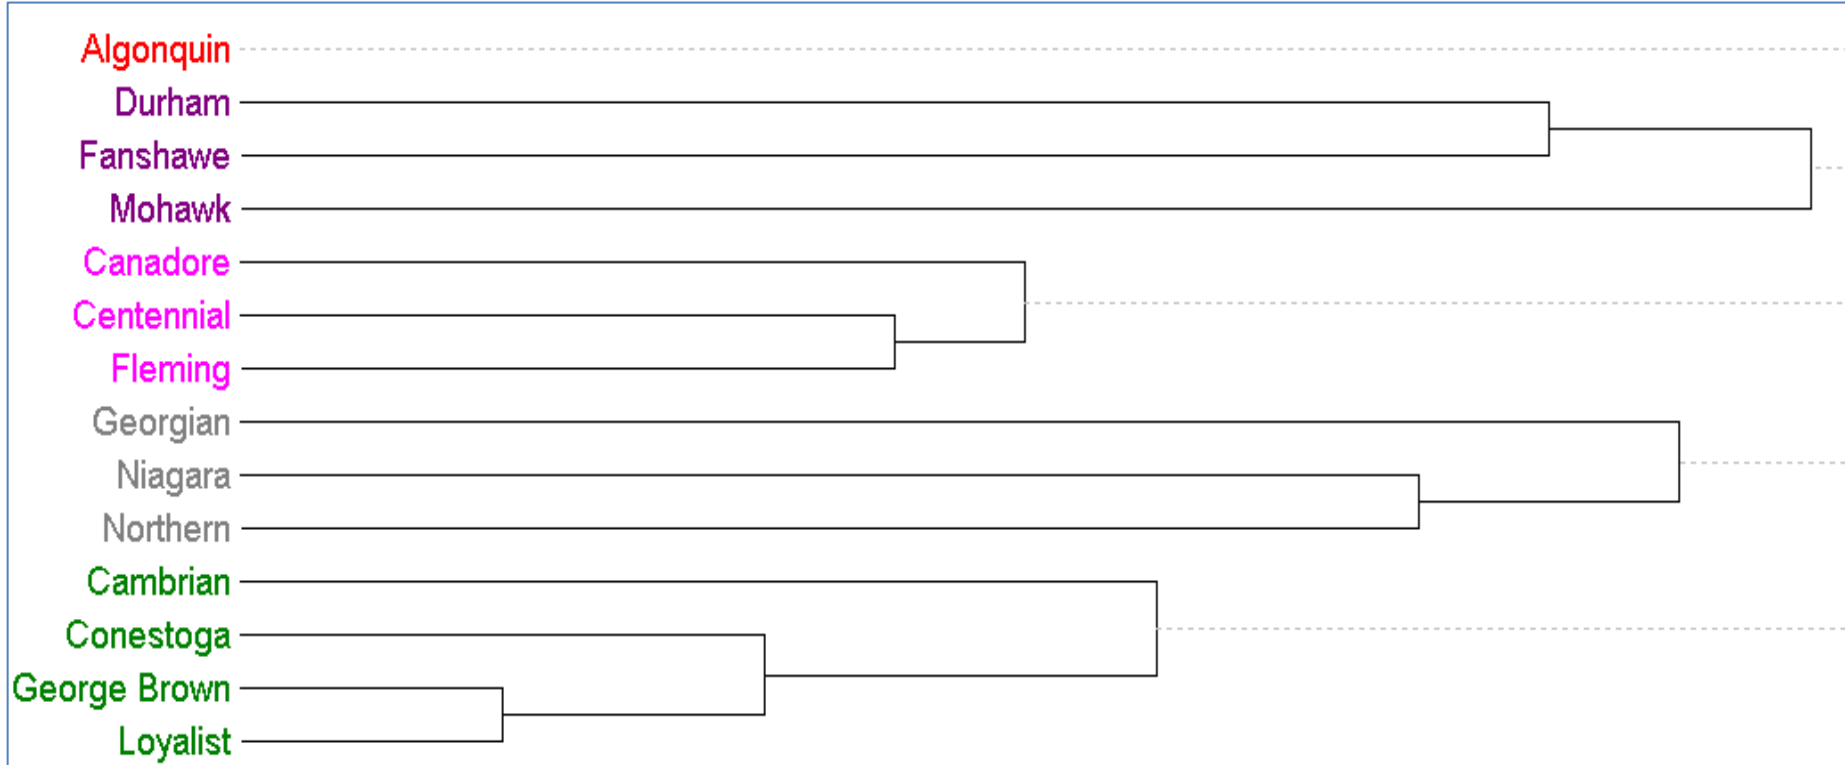 Algonquin
Durham
Fanshawe
Mohawk
Canadore
Centennial
Fleming
Georgian
Niagara
Northern
Cambrian
Conestoga
George Brown
Loyalist